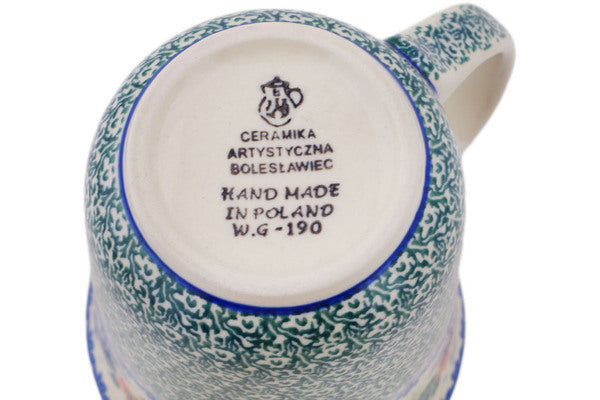 CERAMIKA
ARTYSTYCZNA
BOLESŁAWIEC
HAND MADE
IN POLAND
W.G-190